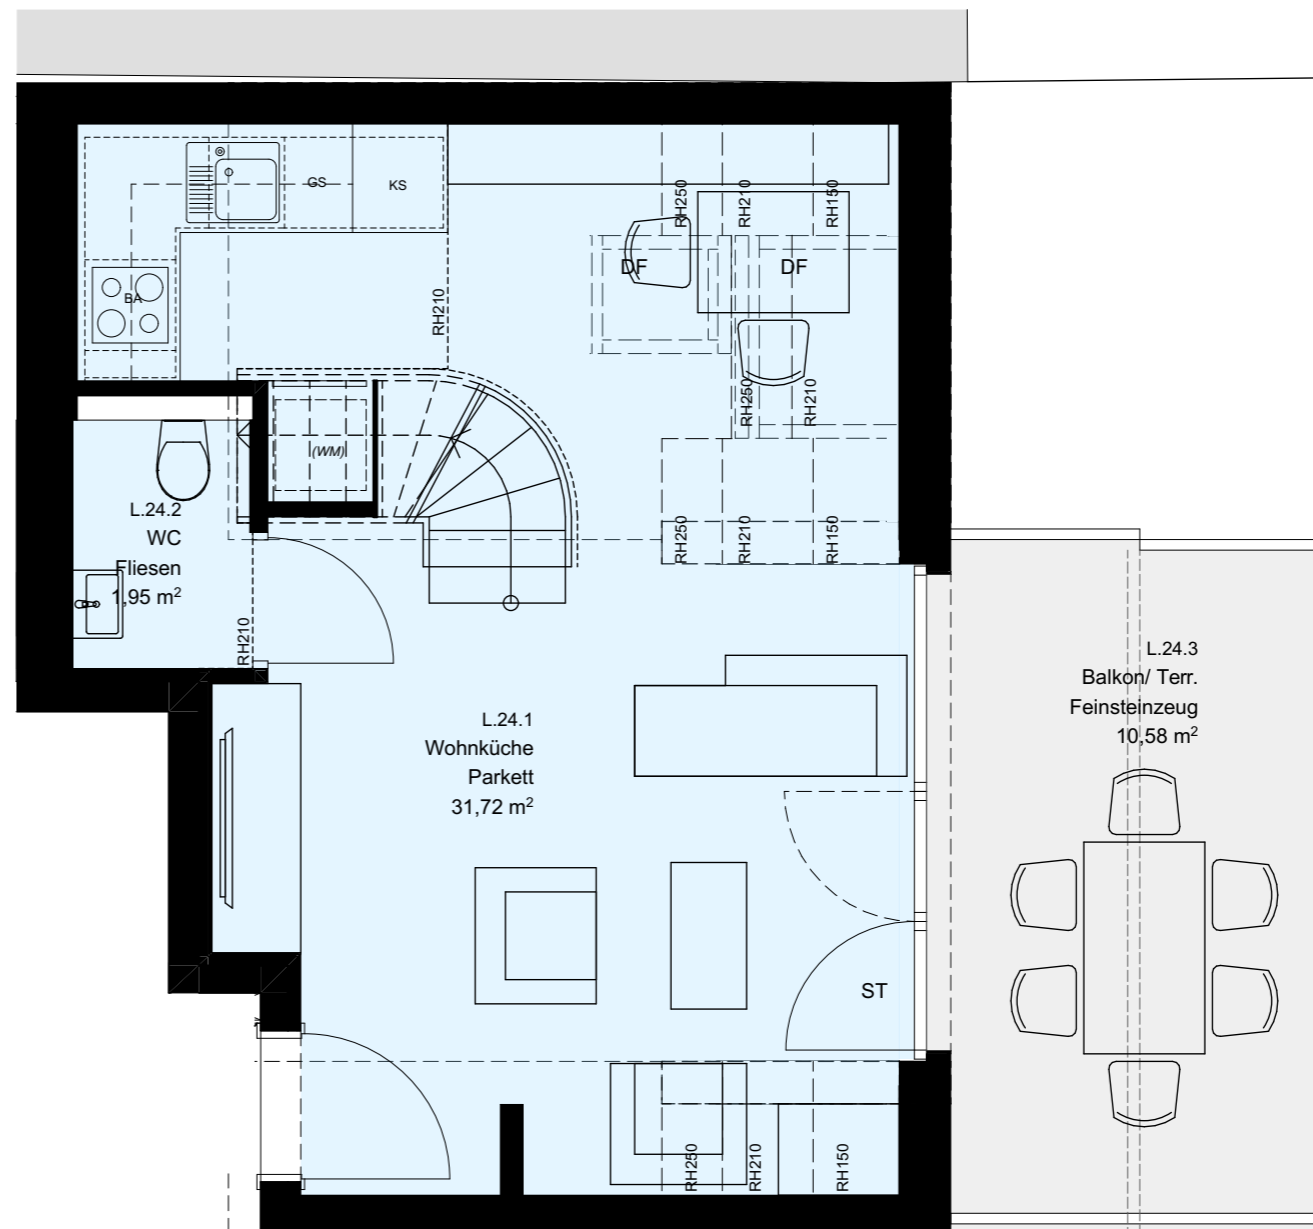 GS
KS
RH250
RH210
RH150
DF
DF
BA
RH210
RH250
RH210
(WM)
L.24.2
WC
Fliesen
1,95 m²
RH210
RH250
RH210
RH150
L.24.3
Balkon/ Terr.
Feinsteinzeug
10,58 m²
L.24.1
Wohnküche
Parkett
31,72 m²
ST
RH250
RH210
RH150